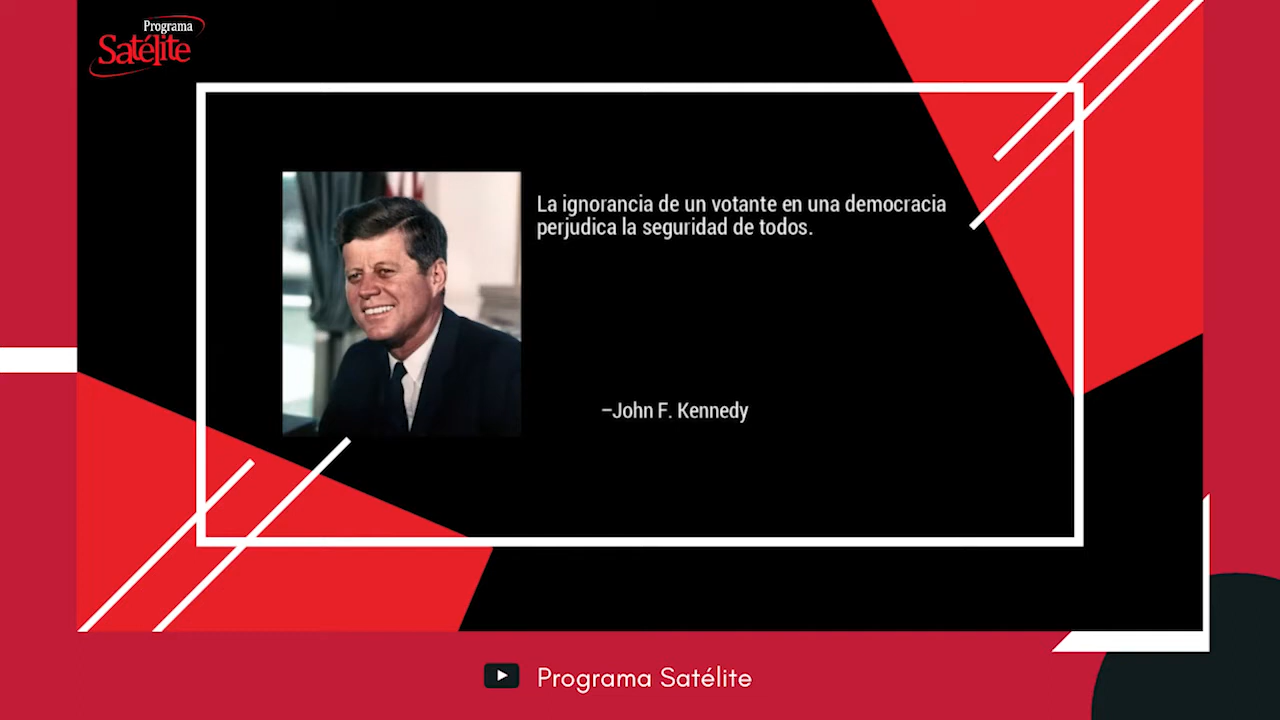 Programa
Satélite
La ignorancia de un votante en una democracia
perjudica la seguridad de todos.
–John F. Kennedy
Programa Satélite